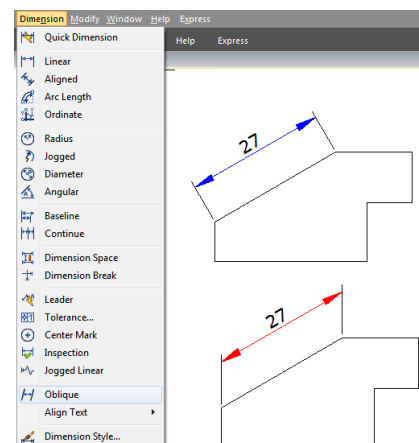 Dimension Modify Window Help Express
Help Express
Quick Dimension
Linear
Aligned
Arc Length
Ordinate
Radius
Jogged
Diameter
Angular
Baseline
Continue
Dimension Space
Dimension Break
Leader
Tolerance...
Center Mark
Inspection
Jogged Linear
Oblique
Align Text
Dimension Style...
27
27